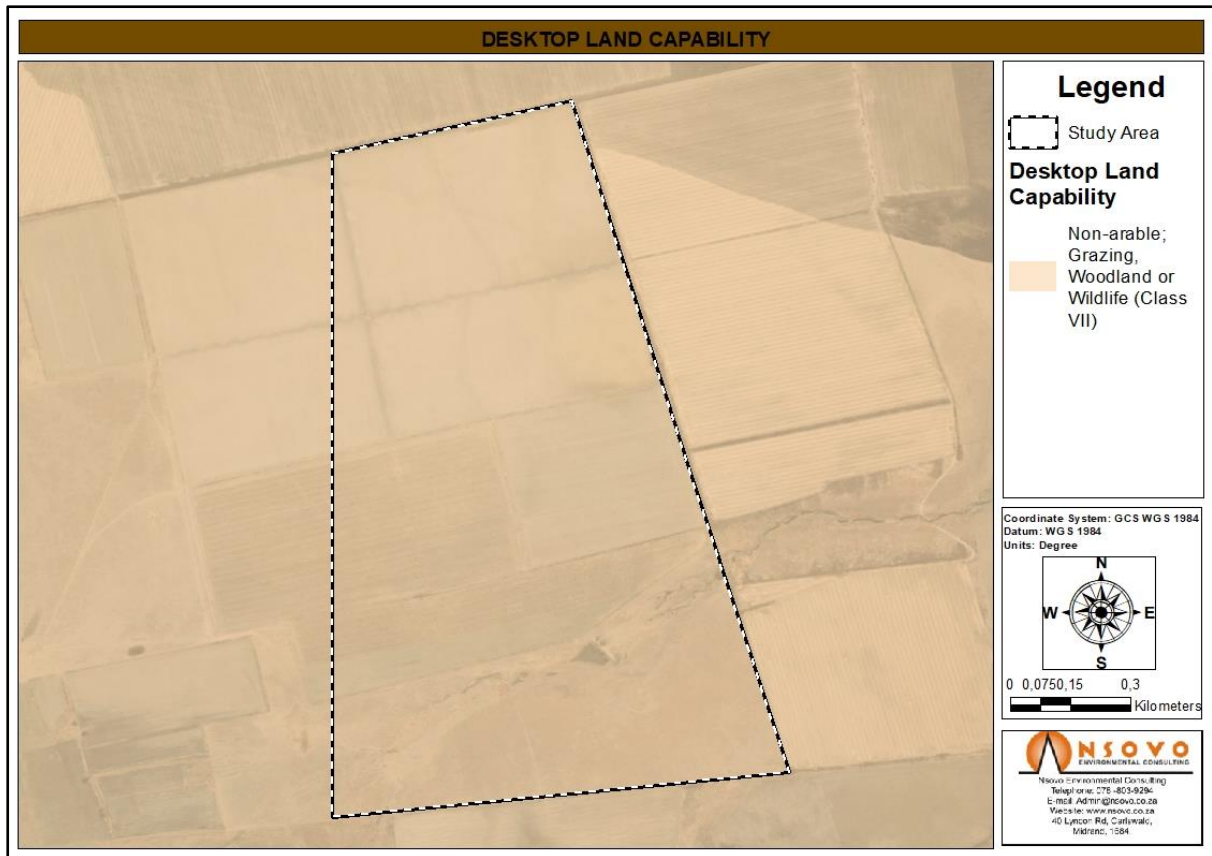 DESKTOP LAND CAPABILITY
Legend
Study Area
Desktop Land
Capability
Non-arable;
Grazing,
Woodland or
Wildlife (Class
VII)
Coordinate System: GCS WGS 1984
Datum: WGS 1984
Units: Degree
N
W E
S
0 0,0750,15 0,3
Kilometers
NSOVO
ENVIRONMENTAL CONSULTING
Nsovo Environmental Consulting
Telephone: 078 -803-9294
E-mail: Admin@nsovo.co.za
Website: www.nsovo.co.za
40 Lyncon Rd, Carlswald,
Midrand, 1684.